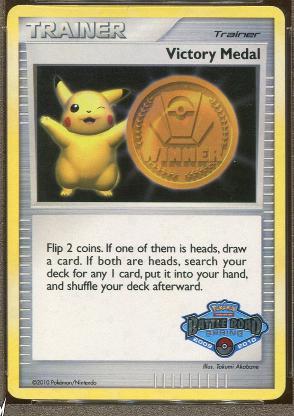 TRAINER
Trainer
Victory Medal
WINNER
Flip 2 coins. If one of them is heads, draw
a card. If both are heads, search your
deck for any 1 card, put it into your hand,
and shuffle your deck afterward.
Pokémon
BATTLE ROAD
SPRING
2009 2010
Illus. Takumi Akabane
©2010 Pokémon/Nintendo